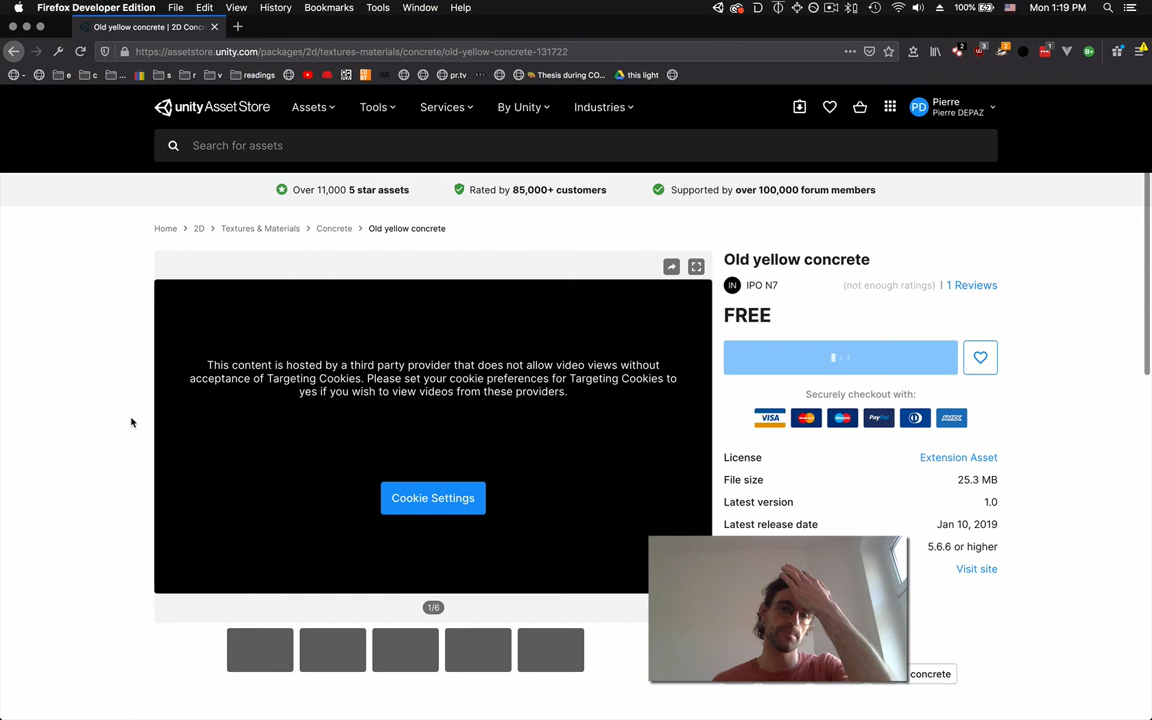 Firefox Developer Edition File Edit View History Bookmarks Tools Window Help
100% Mon 1:19 PM
Old yellow concrete | 2D Conc
https://assetstore.unity.com/packages/2d/textures-materials/concrete/old-yellow-concrete-131722
e c ... s r v readings pr.tv Thesis during CO... this light
unity Asset Store Assets Tools Services By Unity Industries
PD Pierre
Pierre DEPAZ
Search for assets
Over 11,000 5 star assets Rated by 85,000+ customers Supported by over 100,000 forum members
Home > 2D > Textures & Materials > Concrete > Old yellow concrete
Old yellow concrete
IN IPO N7 (not enough ratings) | 1 Reviews
FREE
This content is hosted by a third party provider that does not allow video views without
acceptance of Targeting Cookies. Please set your cookie preferences for Targeting Cookies to
yes if you wish to view videos from these providers.
Cookie Settings
1/6
Securely checkout with:
VISA PayPal AMEX
License Extension Asset
File size 25.3 MB
Latest version 1.0
Latest release date Jan 10, 2019
5.6.6 or higher
Visit site
concrete